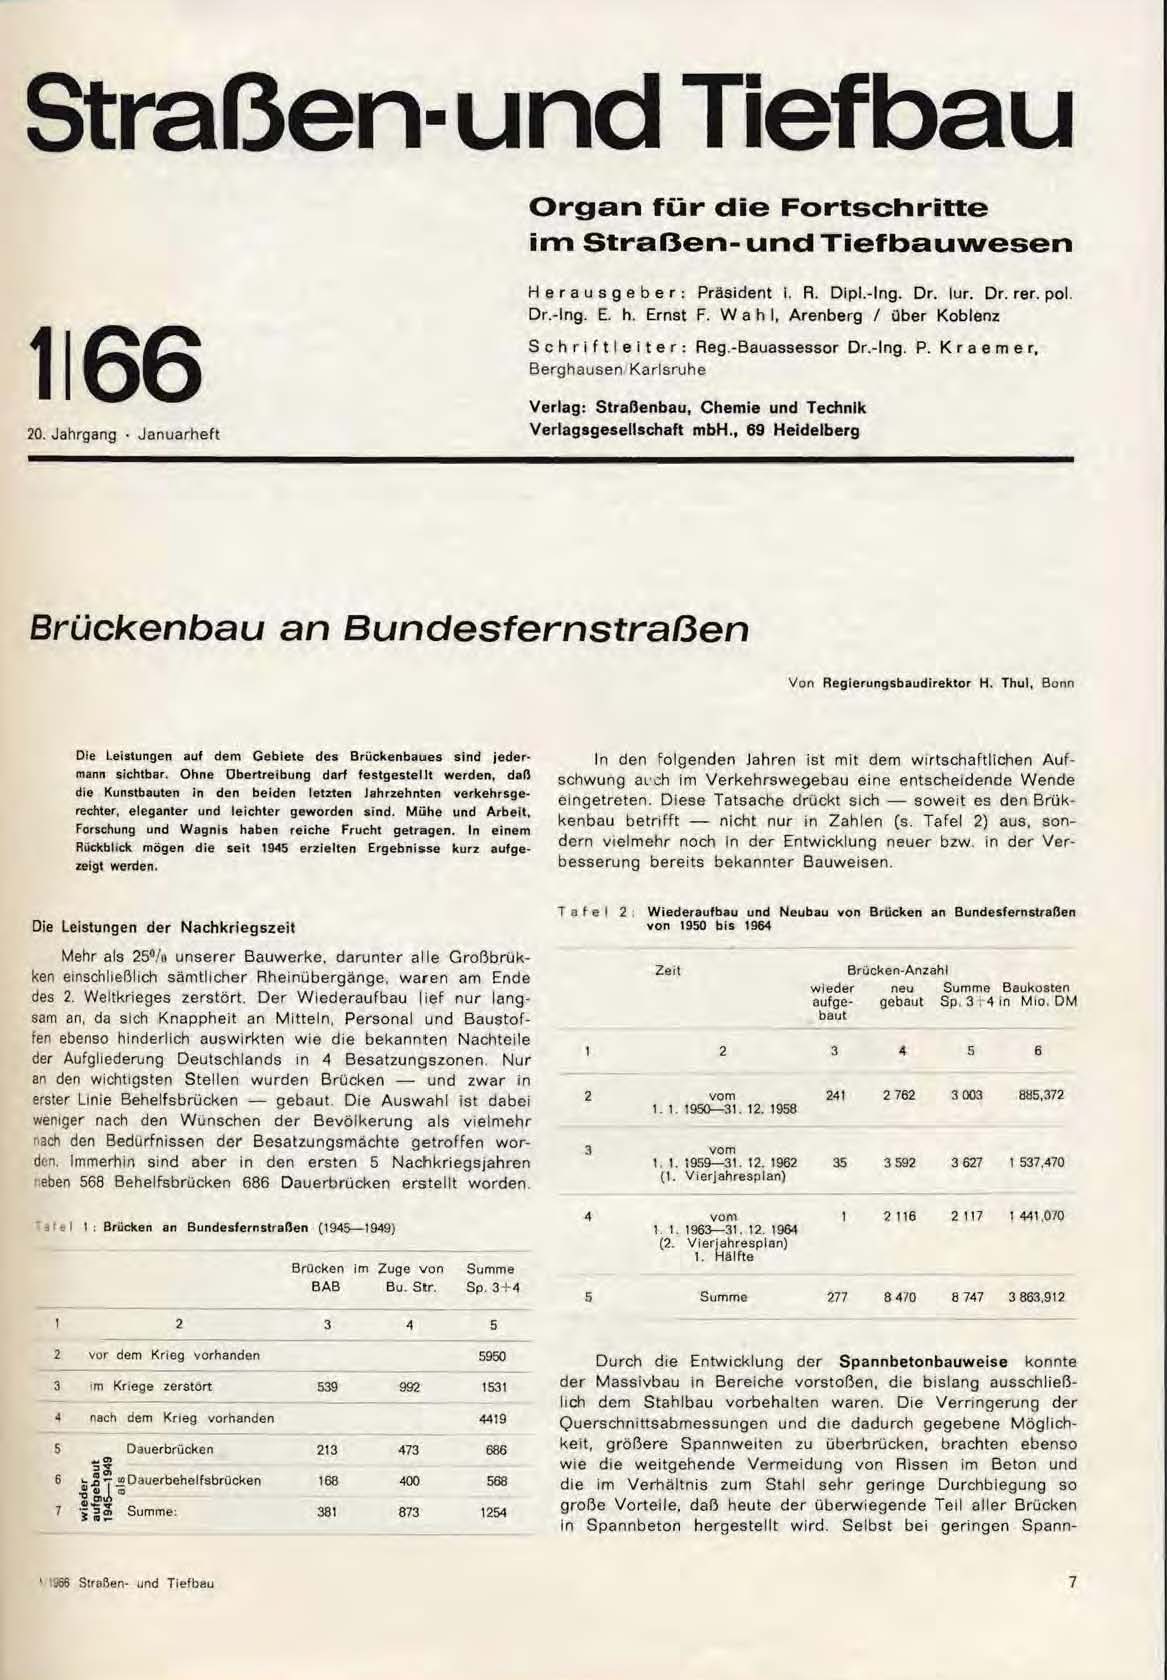 Straßen- und Tiefbau
Organ für die Fortschritte
im Straßen- und Tiefbauwesen
Herausgeber: Präsident i. R. Dipl.-Ing. Dr. iur. Dr. rer. pol.
Dr.-Ing. E. h. Ernst F. Wahl, Arenberg / über Koblenz
1|66
Schriftleiter: Reg.-Bauassessor Dr.-Ing. P. Kraemer,
Berghausen/Karlsruhe
Verlag: Straßenbau, Chemie und Technik
Verlagsgesellschaft mbH., 69 Heidelberg
20. Jahrgang · Januarheft
Brückenbau an Bundesfernstraßen
Von Regierungsbaudirektor H. Thul, Bonn
Die Leistungen auf dem Gebiete des Brückenbaues sind jeder-
mann sichtbar. Ohne Übertreibung darf festgestellt werden, daß
die Kunstbauten in den beiden letzten Jahrzehnten verkehrsge-
rechter, eleganter und leichter geworden sind. Mühe und Arbeit,
Forschung und Wagnis haben reiche Frucht getragen. In einem
Rückblick mögen die seit 1945 erzielten Ergebnisse kurz aufge-
zeigt werden.
Die Leistungen der Nachkriegszeit
Mehr als 25% unserer Bauwerke, darunter alle Großbrük-
ken einschließlich sämtlicher Rheinübergänge, waren am Ende
des 2. Weltkrieges zerstört. Der Wiederaufbau lief nur lang-
sam an, da sich Knappheit an Mitteln, Personal und Baustof-
fen ebenso hinderlich auswirkten wie die bekannten Nachteile
der Aufgliederung Deutschlands in 4 Besatzungszonen. Nur
an den wichtigsten Stellen wurden Brücken — und zwar in
erster Linie Behelfsbrücken — gebaut. Die Auswahl ist dabei
weniger nach den Wünschen der Bevölkerung als vielmehr
nach den Bedürfnissen der Besatzungsmächte getroffen wor-
den. Immerhin sind aber in den ersten 5 Nachkriegsjahren
neben 568 Behelfsbrücken 686 Dauerbrücken erstellt worden.
Tafel 1: Brücken an Bundesfernstraßen (1945—1949)
Brücken im Zuge von Summe
BAB Bu. Str. Sp. 3+4
1 2 3 4 5
2 vor dem Krieg vorhanden 5950
3 im Kriege zerstört 539 992 1531
4 nach dem Krieg vorhanden 4419
wieder
aufgebaut
1945—1949
als
5 Dauerbrücken 213 473 686
6 Dauerbehelfsbrücken 168 400 568
7 Summe: 381 873 1254
In den folgenden Jahren ist mit dem wirtschaftlichen Auf-
schwung auch im Verkehrswegebau eine entscheidende Wende
eingetreten. Diese Tatsache drückt sich — soweit es den Brük-
kenbau betrifft — nicht nur in Zahlen (s. Tafel 2) aus, son-
dern vielmehr noch in der Entwicklung neuer bzw. in der Ver-
besserung bereits bekannter Bauweisen.
Tafel 2: Wiederaufbau und Neubau von Brücken an Bundesfernstraßen
von 1950 bis 1964
Zeit Brücken-Anzahl
wieder neu Summe Baukosten
aufge- gebaut Sp. 3+4 in Mio. DM
baut
1 2 3 4 5 6
2 vom 241 2 762 3 003 885,372
1. 1. 1950—31. 12. 1958
3 vom
1. 1. 1959—31. 12. 1962 35 3 592 3 627 1 537,470
(1. Vierjahresplan)
4 vom 1 2 116 2 117 1 441,070
1. 1. 1963—31. 12. 1964
(2. Vierjahresplan)
1. Hälfte
5 Summe 277 8 470 8 747 3 863,912
Durch die Entwicklung der Spannbetonbauweise konnte
der Massivbau in Bereiche vorstoßen, die bislang ausschließ-
lich dem Stahlbau vorbehalten waren. Die Verringerung der
Querschnittsabmessungen und die dadurch gegebene Möglich-
keit, größere Spannweiten zu überbrücken, brachten ebenso
wie die weitgehende Vermeidung von Rissen im Beton und
die im Verhältnis zum Stahl sehr geringe Durchbiegung so
große Vorteile, daß heute der überwiegende Teil aller Brücken
in Spannbeton hergestellt wird. Selbst bei geringen Spann-
1/1966 Straßen- und Tiefbau
7